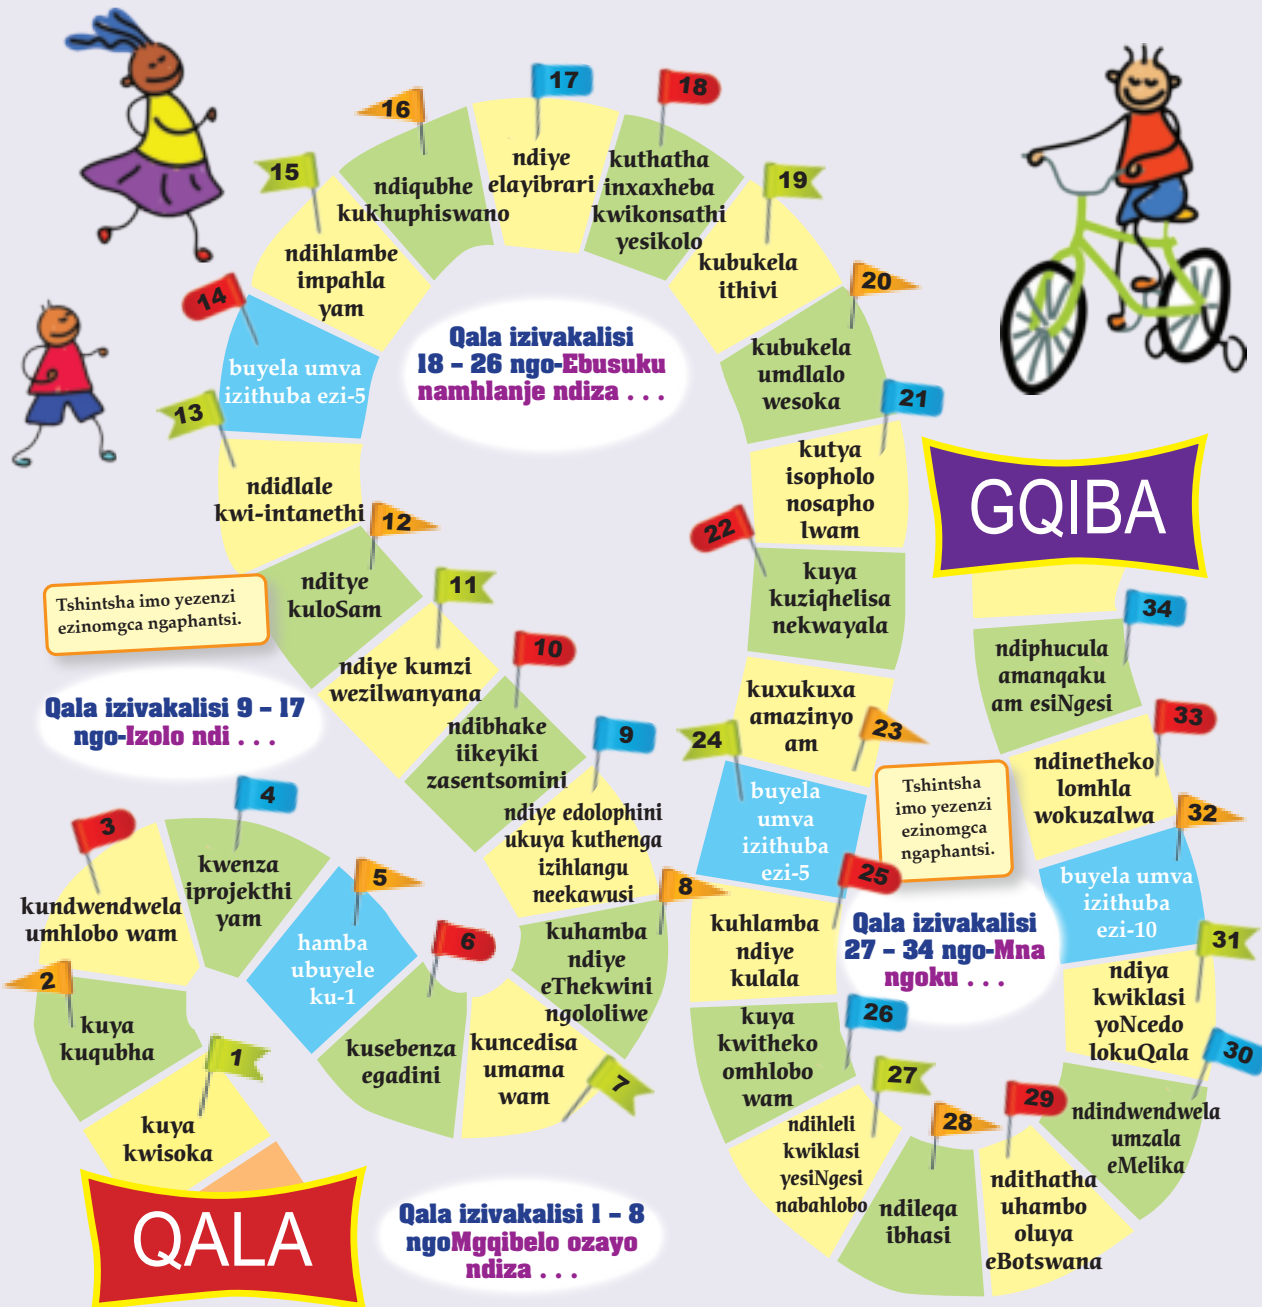 QALA
Qala izivakalisi 1 – 8
ngoMgqibelo ozayo
ndiza . . .
1
kuya
kwisoka
2
kuya
kuqubha
3
kundwendwela
umhlobo wam
4
kwenza
iprojekthi
yam
5
hamba
ubuyele
ku-1
6
kusebenza
egadini
7
kuncedisa
umama
wam
8
kuhamba
ndiye
eThekwini
ngololiwe
Qala izivakalisi 9 – 17
ngo-Izolo ndi . . .
Tshintsha imo yezenzi
ezinomgca ngaphantsi.
9
ndiye edolophini
ukuya kuthenga
izihlangu
neekawusi
10
ndibhake
iikeyiki
zasentsomini
11
ndiye kumzi
wezilwanyana
12
nditye
kuloSam
13
ndidlale
kwi-intanethi
14
buyela umva
izithuba ezi-5
15
ndihlambe
impahla
yam
16
ndiqubhe
kukhuphiswano
17
ndiye
elayibrari
Qala izivakalisi
18 – 26 ngo-Ebusuku
namhlanje ndiza . . .
18
kuthatha
inxaxheba
kwikonsathi
yesikolo
19
kubukela
ithivi
20
kubukela
umdlalo
wesoka
21
kutya
isopholo
nosapho
lwam
22
kuya
kuziqhelisa
nekwayala
23
kuxukuxa
amazinyo
am
24
buyela
umva
izithuba
ezi-5
25
kuhlamba
ndiye
kulala
26
kuya
kwitheko
omhlobo
wam
Tshintsha
imo yezenzi
ezinomgca
ngaphantsi.
Qala izivakalisi
27 – 34 ngo-Mna
ngoku . . .
27
ndihleli
kwiklasi
yesiNgesi
nabahlobo
28
ndileqa
ibhasi
29
ndithatha
uhambo
oluya
eBotswana
30
ndindwendwela
umzala
eMelika
31
ndiya
kwiklasi
yoNcedo
lokuQala
32
buyela umva
izithuba
ezi-10
33
ndinetheko
lomhla
wokuzalwa
34
ndiphucula
amanqaku
am esiNgesi
GQIBA